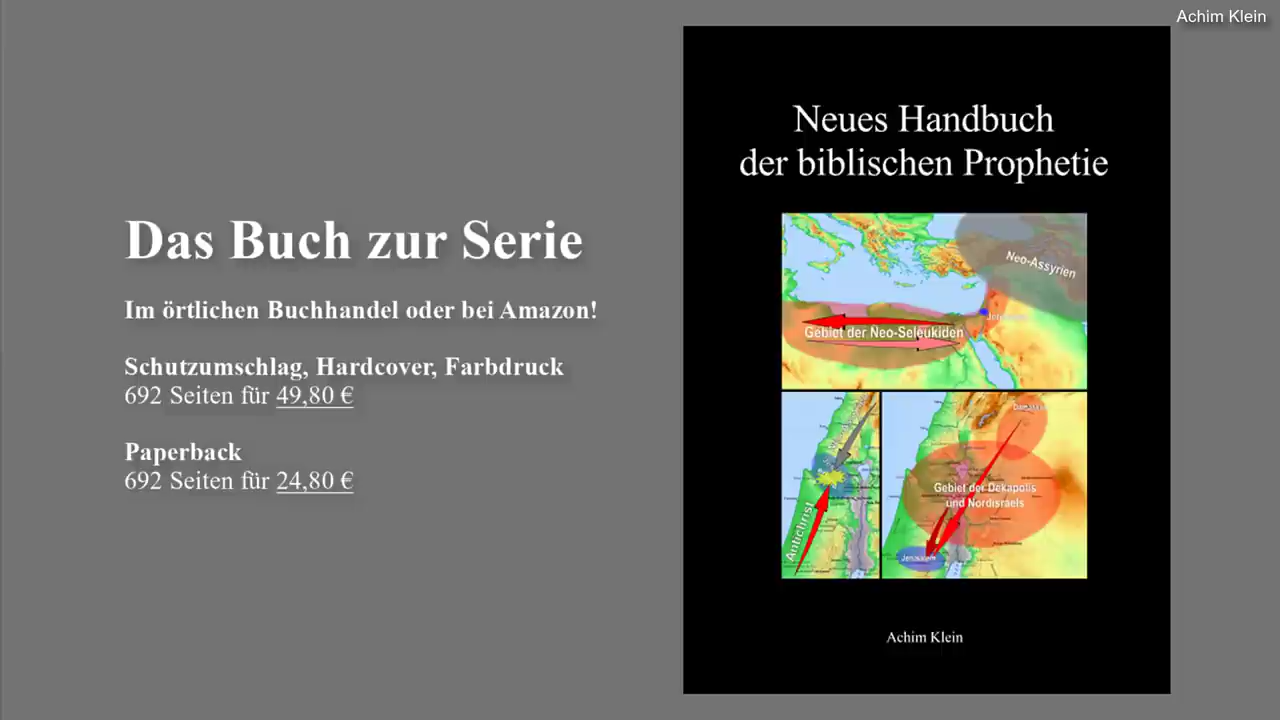 Achim Klein
Das Buch zur Serie
Im örtlichen Buchhandel oder bei Amazon!
Schutzumschlag, Hardcover, Farbdruck
692 Seiten für 49,80 €
Paperback
692 Seiten für 24,80 €
Neues Handbuch
der biblischen Prophetie
Neo-Assyrien
Gebiet der Neo-Seleukiden
Antichrist
Gebiet der Dekapolis
und Nordisraels
Jerusalem
Achim Klein